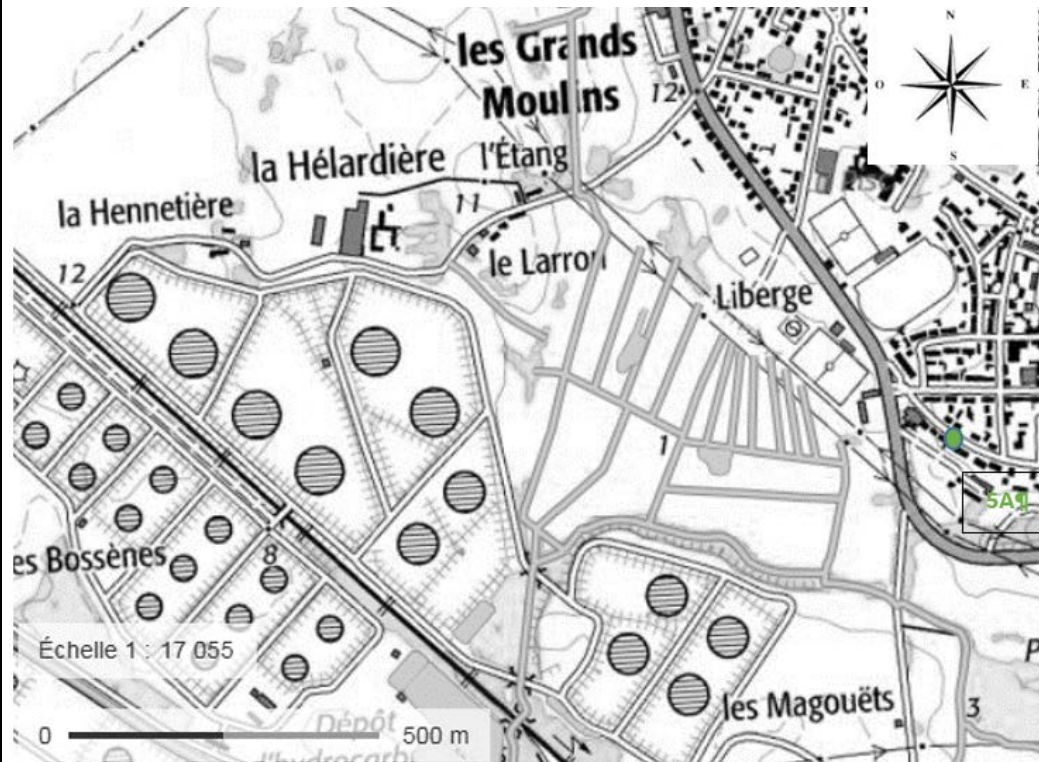 N
O
E
S
les Grands
Moulins
12
la Hélardière
l'Étang
la Hennetière
11
12
le Larron
Liberge
1
5A¶
es Bossènes
8
Échelle 1 : 17 055
les Magouëts
P
3
0
500 m
Dépôt